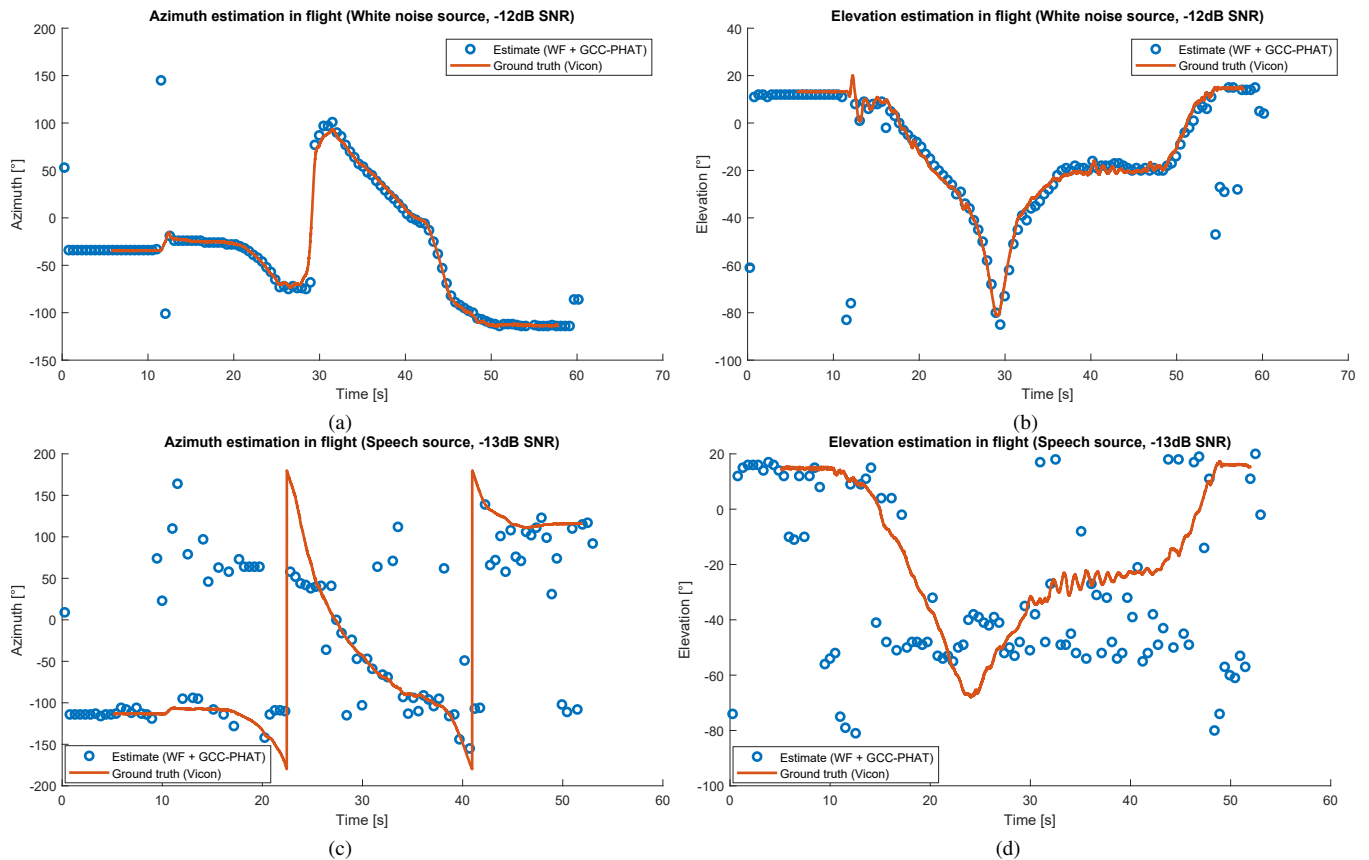 Azimuth estimation in flight (White noise source, -12dB SNR)
200
150
100
50
0
-50
-100
-150
Azimuth [°]
Estimate (WF + GCC-PHAT)
Ground truth (Vicon)
0 10 20 30 40 50 60 70
Time [s]
(a)
Elevation estimation in flight (White noise source, -12dB SNR)
40
20
0
-20
-40
-60
-80
-100
Elevation [°]
Estimate (WF + GCC-PHAT)
Ground truth (Vicon)
0 10 20 30 40 50 60 70
Time [s]
(b)
Azimuth estimation in flight (Speech source, -13dB SNR)
200
150
100
50
0
-50
-100
-150
-200
Azimuth [°]
Estimate (WF + GCC-PHAT)
Ground truth (Vicon)
0 10 20 30 40 50 60
Time [s]
(c)
Elevation estimation in flight (Speech source, -13dB SNR)
20
0
-20
-40
-60
-80
-100
Elevation [°]
Estimate (WF + GCC-PHAT)
Ground truth (Vicon)
0 10 20 30 40 50 60
Time [s]
(d)